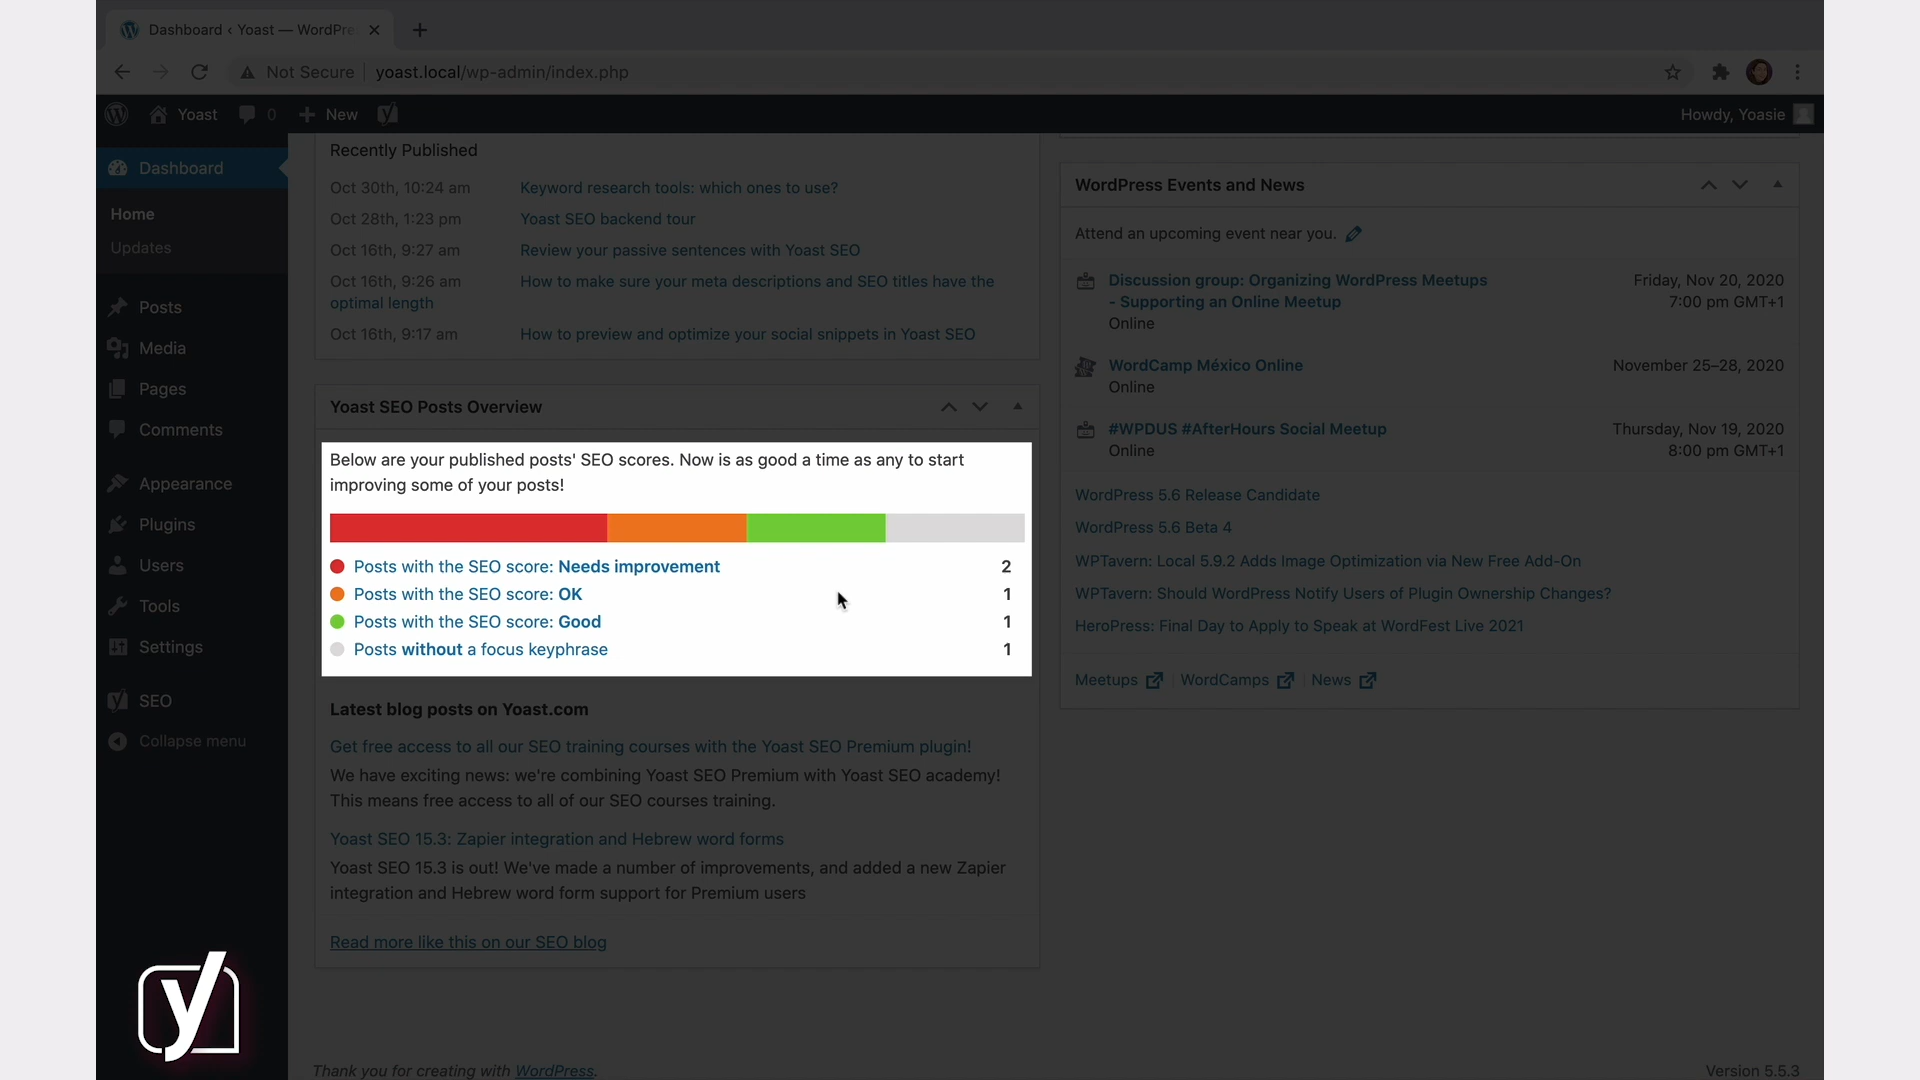 Dashboard ‹ Yoast — WordPre
Not Secure
yoast.local/wp-admin/index.php
Yoast
0
New
Howdy, Yoasie
Dashboard
Home
Updates
Posts
Media
Pages
Comments
Appearance
Plugins
Users
Tools
Settings
SEO
Collapse menu
Recently Published
Oct 30th, 10:24 am Keyword research tools: which ones to use?
Oct 28th, 1:23 pm Yoast SEO backend tour
Oct 16th, 9:27 am Review your passive sentences with Yoast SEO
Oct 16th, 9:26 am How to make sure your meta descriptions and SEO titles have the
optimal length
Oct 16th, 9:17 am How to preview and optimize your social snippets in Yoast SEO
Yoast SEO Posts Overview
Below are your published posts' SEO scores. Now is as good a time as any to start
improving some of your posts!
Posts with the SEO score: Needs improvement 2
Posts with the SEO score: OK 1
Posts with the SEO score: Good 1
Posts without a focus keyphrase 1
Latest blog posts on Yoast.com
Get free access to all our SEO training courses with the Yoast SEO Premium plugin!
We have exciting news: we're combining Yoast SEO Premium with Yoast SEO academy!
This means free access to all of our SEO courses training.
Yoast SEO 15.3: Zapier integration and Hebrew word forms
Yoast SEO 15.3 is out! We've made a number of improvements, and added a new Zapier
integration and Hebrew word form support for Premium users
Read more like this on our SEO blog
WordPress Events and News
Attend an upcoming event near you.
Discussion group: Organizing WordPress Meetups Friday, Nov 20, 2020
- Supporting an Online Meetup 7:00 pm GMT+1
Online
WordCamp México Online November 25–28, 2020
Online
#WPDUS #AfterHours Social Meetup Thursday, Nov 19, 2020
Online 8:00 pm GMT+1
WordPress 5.6 Release Candidate
WordPress 5.6 Beta 4
WPTavern: Local 5.9.2 Adds Image Optimization via New Free Add-On
WPTavern: Should WordPress Notify Users of Plugin Ownership Changes?
HeroPress: Final Day to Apply to Speak at WordFest Live 2021
Meetups WordCamps News
Thank you for creating with WordPress.
Version 5.5.3
y